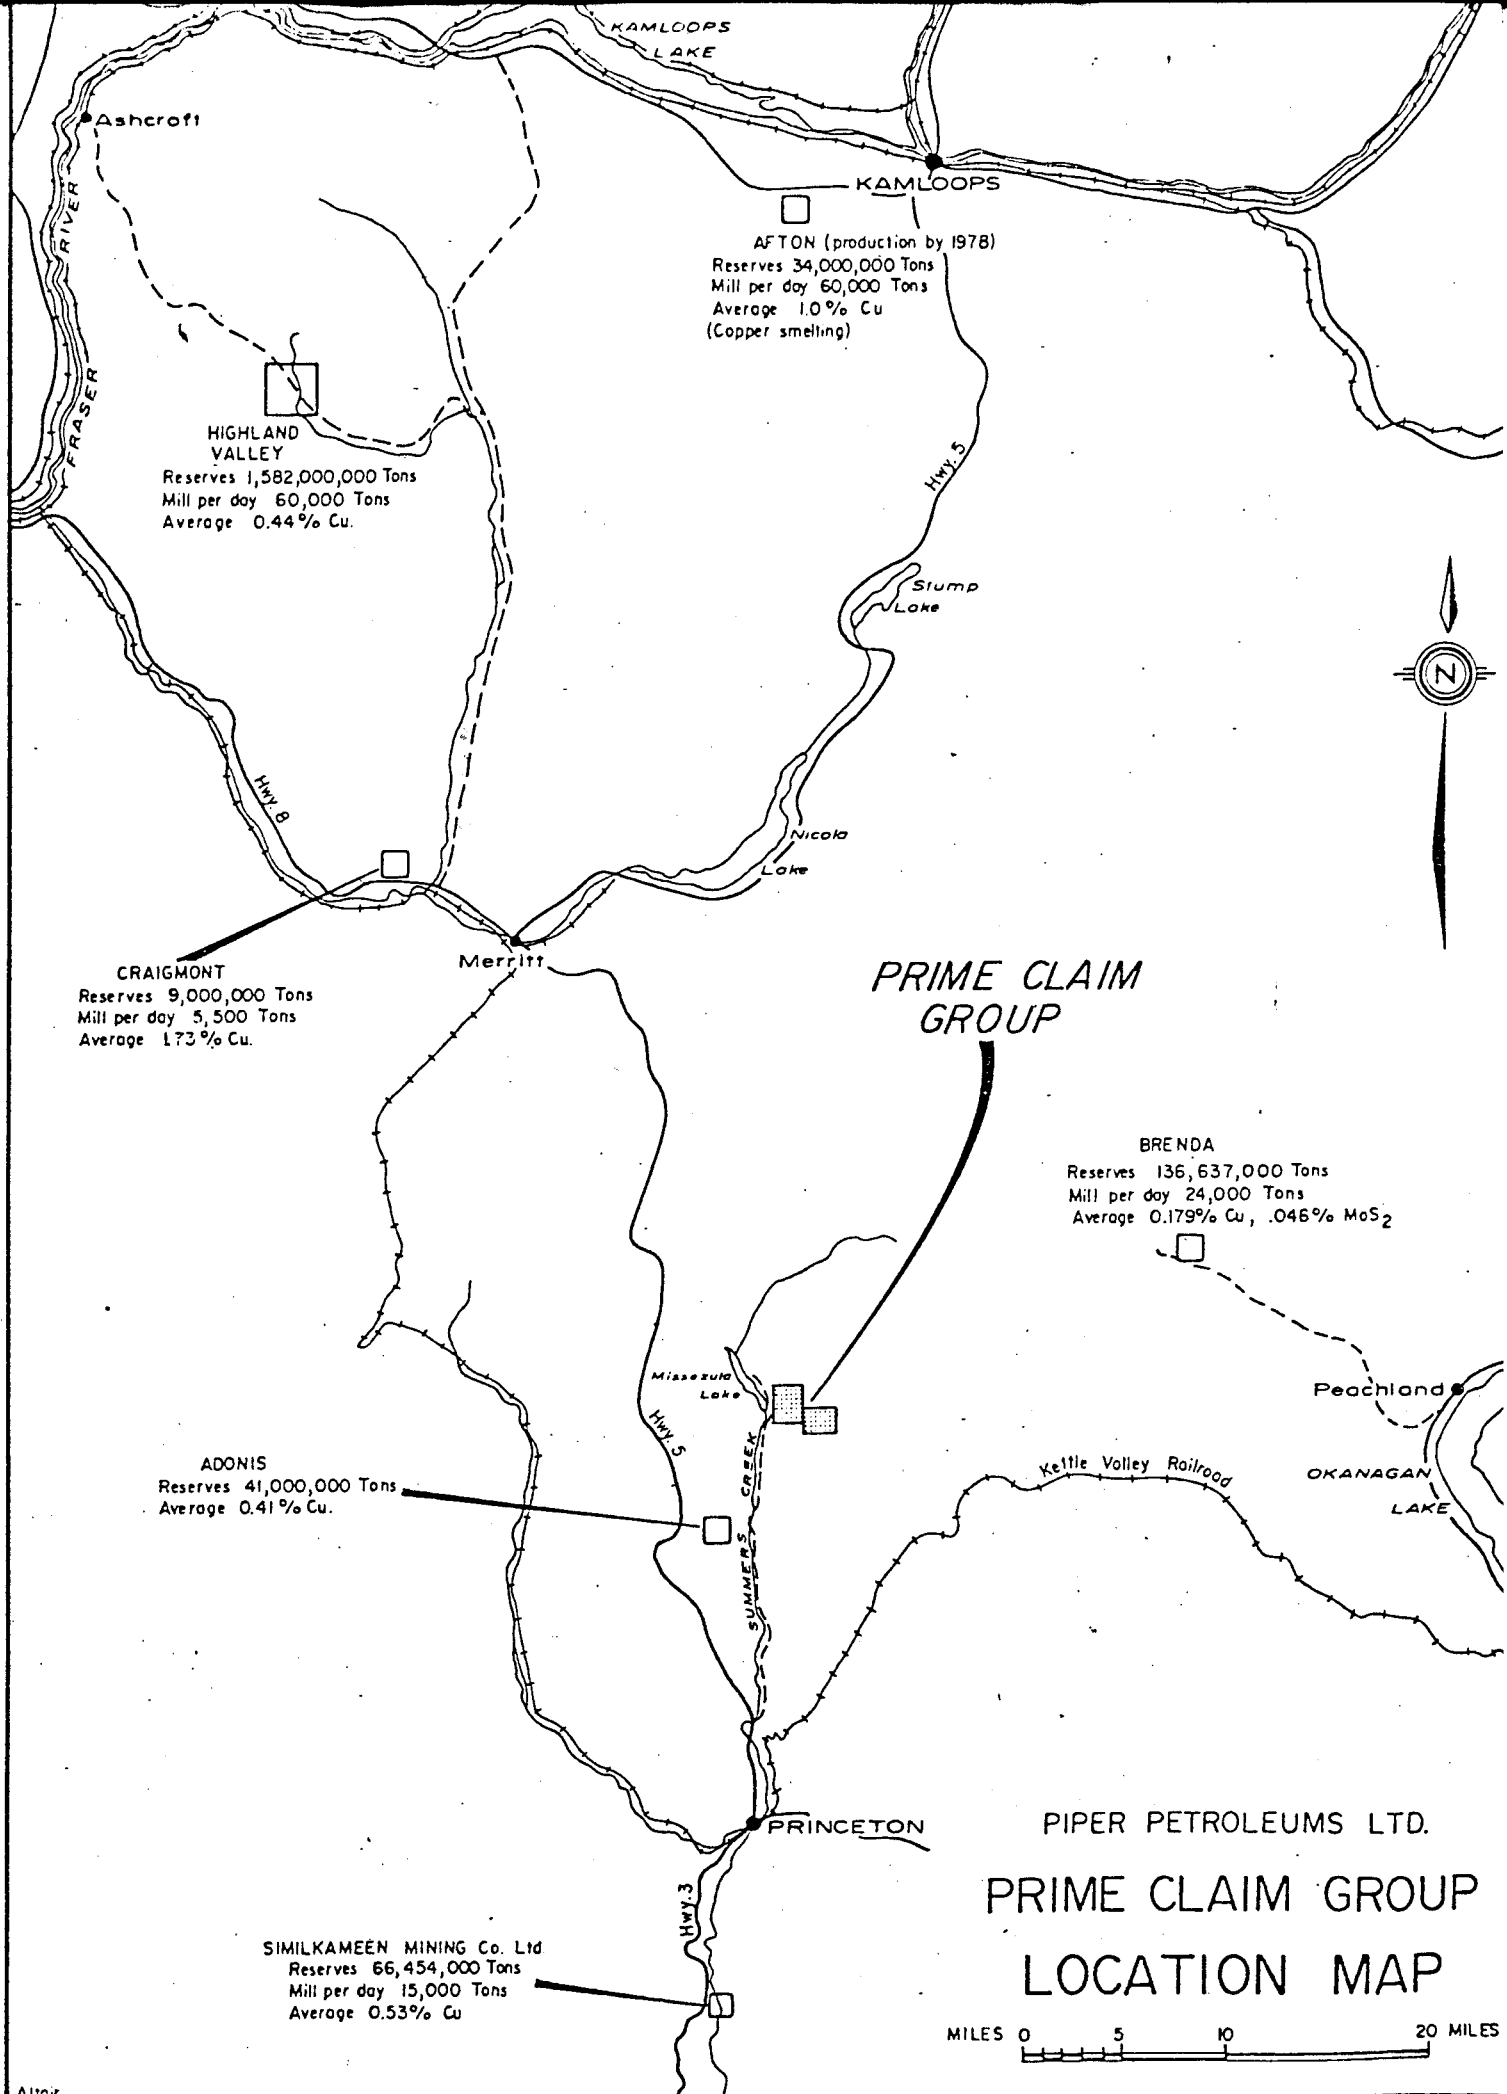 KAMLOOPS
LAKE
Ashcroft
KAMLOOPS
RIVER
FRASER
AFTON (production by 1978)
Reserves 34,000,000 Tons
Mill per day 60,000 Tons
Average 1.0% Cu
(Copper smelting)
HIGHLAND
VALLEY
Reserves 1,582,000,000 Tons
Mill per day 60,000 Tons
Average 0.44% Cu.
Hwy. 5
Stump
Lake
N
Hwy. 8
Nicola
Lake
Merritt
CRAIGMONT
Reserves 9,000,000 Tons
Mill per day 5,500 Tons
Average 1.73% Cu.
PRIME CLAIM
GROUP
BRENDA
Reserves 136,637,000 Tons
Mill per day 24,000 Tons
Average 0.179% Cu, .046% MoS2
Missezula
Lake
Peachland
Hwy. 5
SUMMERS CREEK
Kettle Valley Railroad
OKANAGAN
LAKE
ADONIS
Reserves 41,000,000 Tons
Average 0.41% Cu.
PRINCETON
Hwy. 3
SIMILKAMEEN MINING Co. Ltd
Reserves 66,454,000 Tons
Mill per day 15,000 Tons
Average 0.53% Cu
PIPER PETROLEUMS LTD.
PRIME CLAIM GROUP
LOCATION MAP
MILES 0 5 10 20 MILES